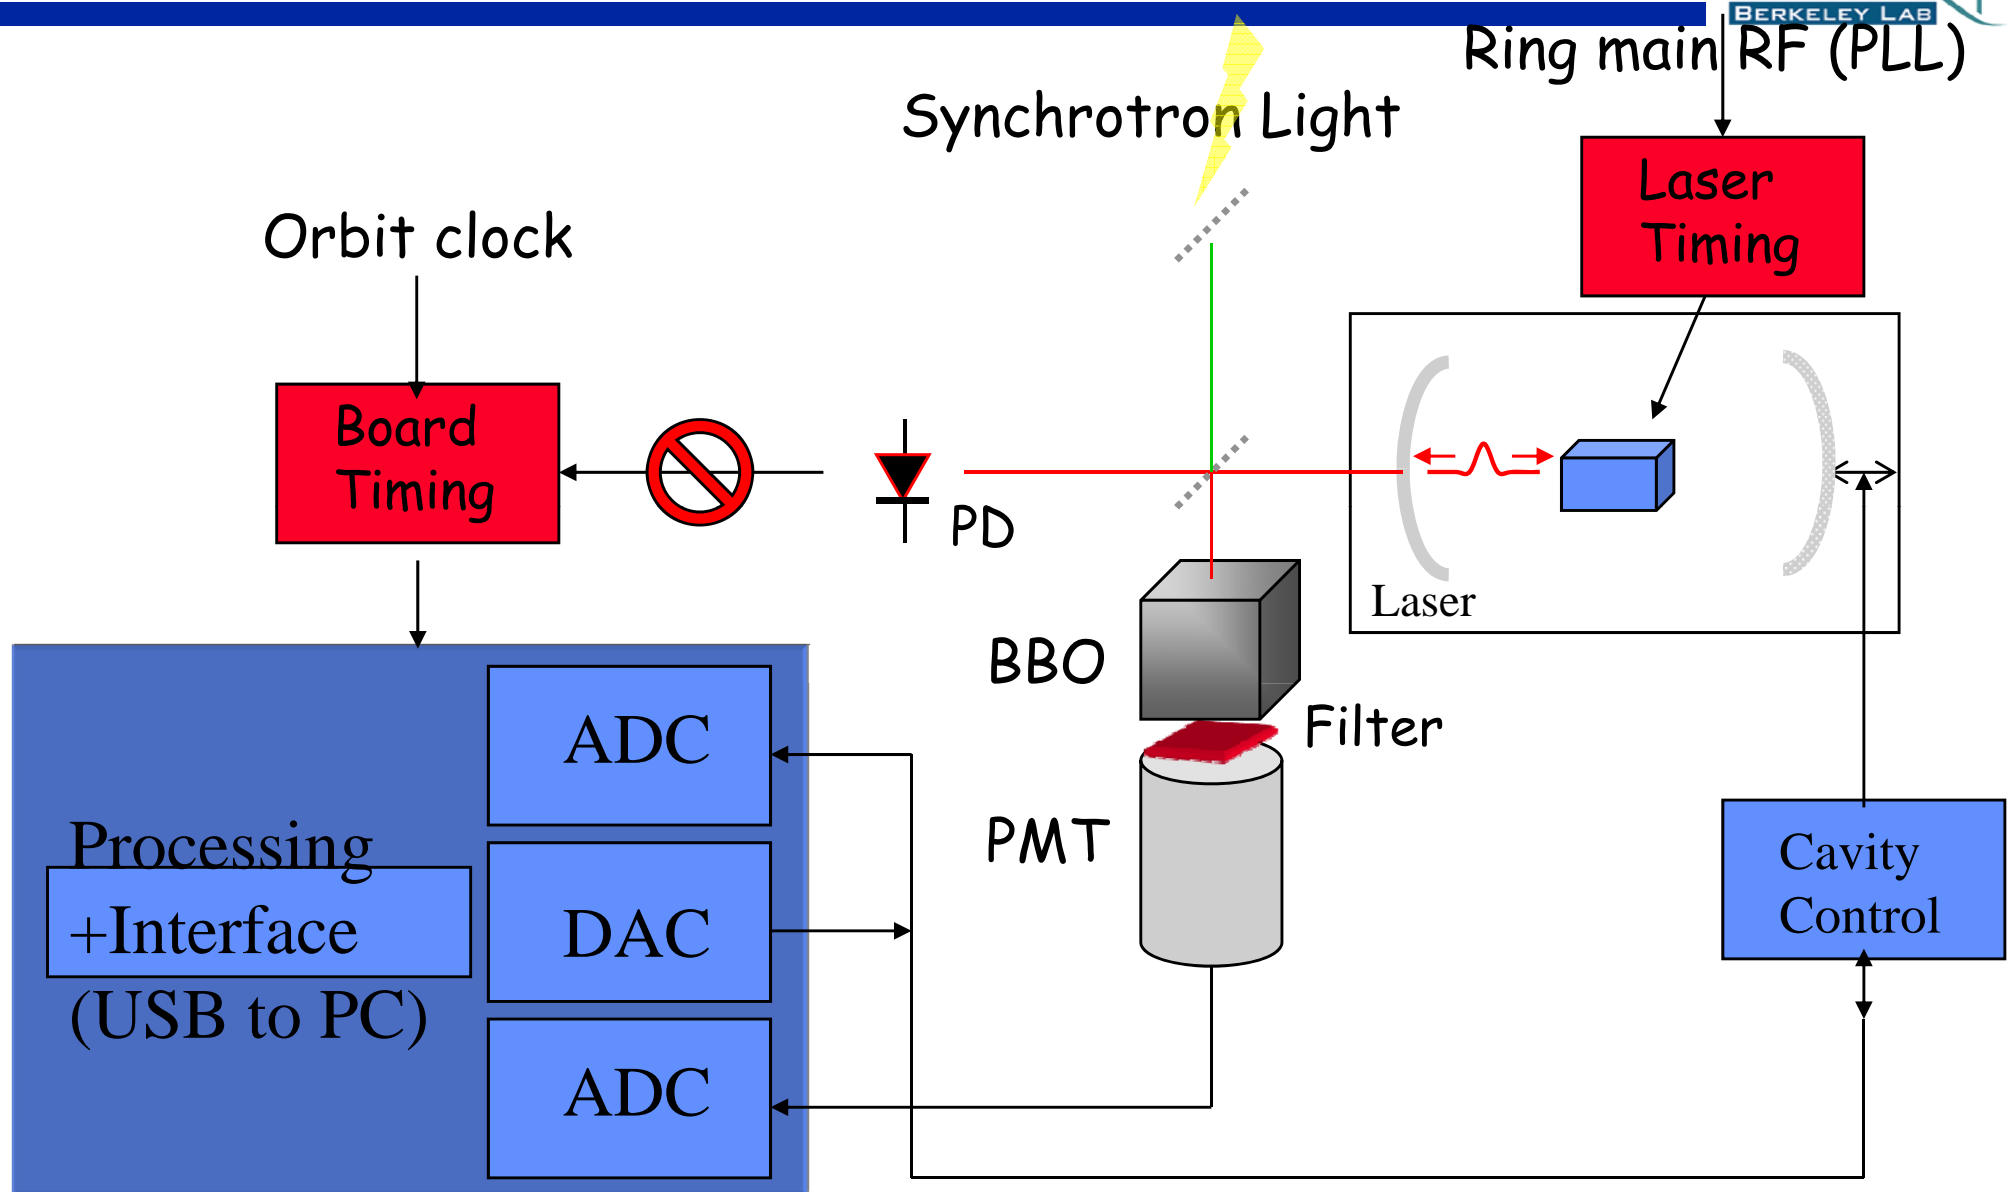 BERKELEY LAB
Ring main RF (PLL)
Synchrotron Light
Laser
Timing
Orbit clock
Board
Timing
PD
Laser
BBO
Filter
ADC
PMT
Processing
+Interface
(USB to PC)
DAC
Cavity
Control
ADC